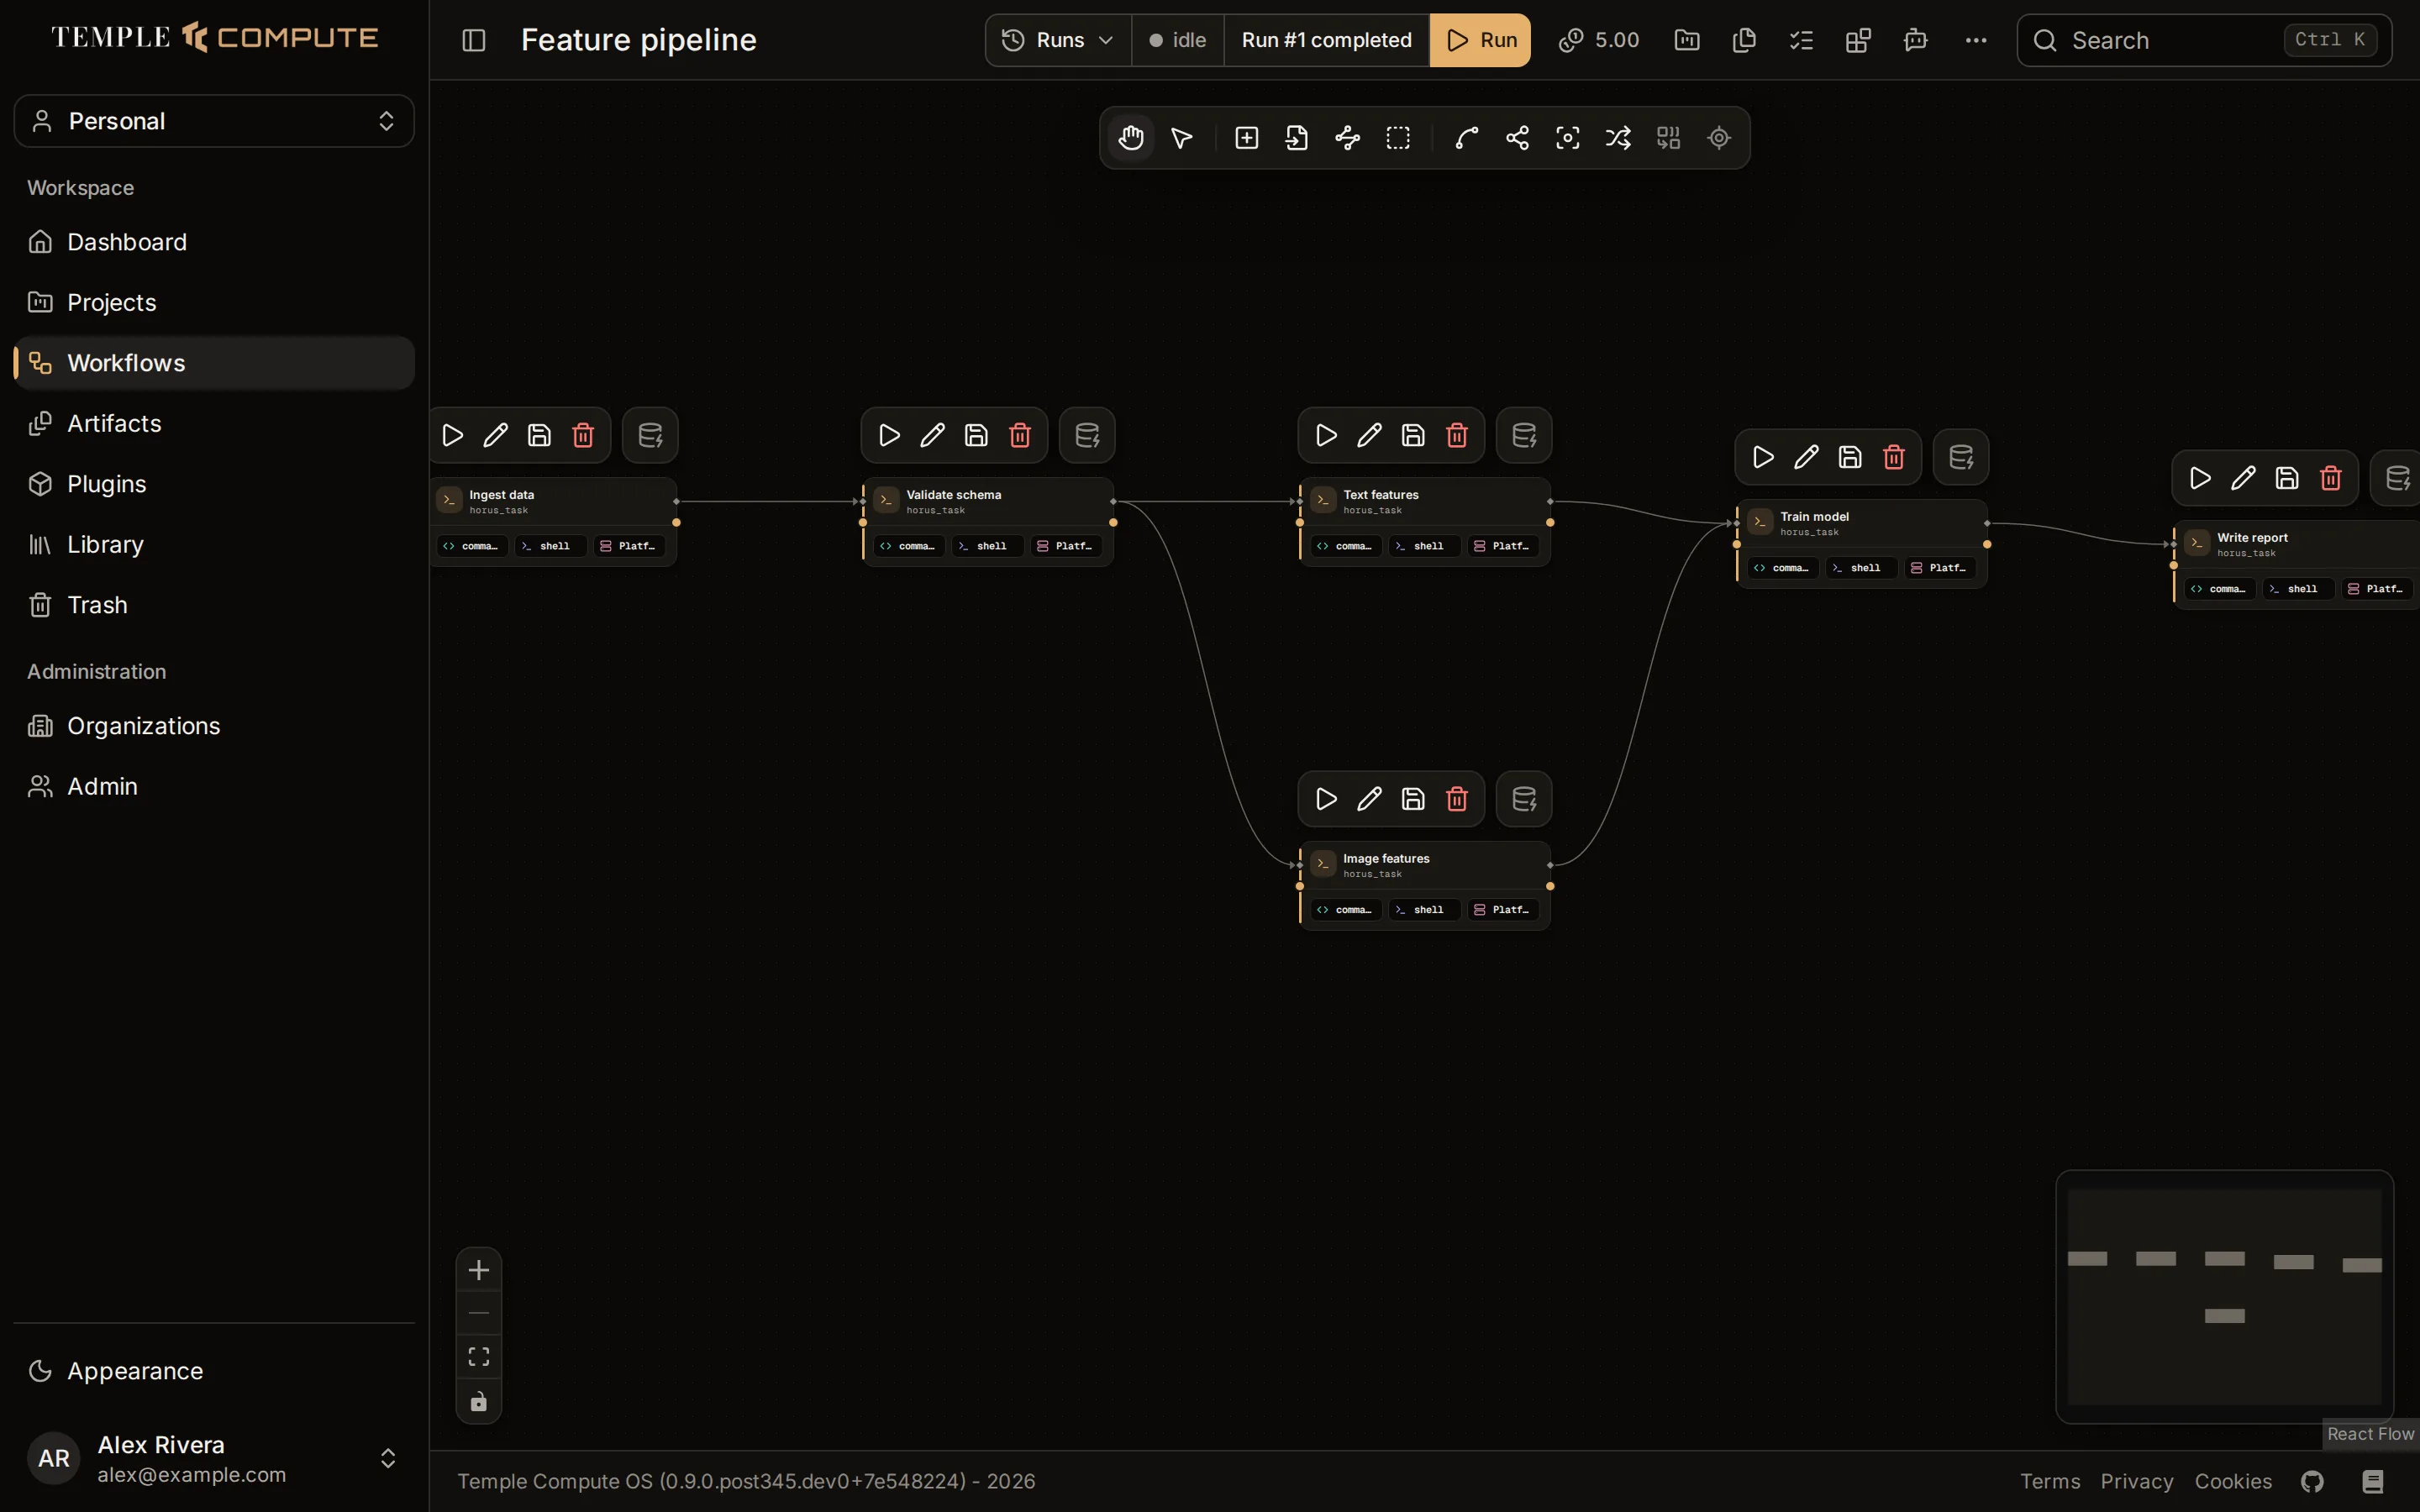 TEMPLE COMPUTE
Feature pipeline
Runs
idle
Run #1 completed
Run
5.00
Search
Ctrl K
Personal
Workspace
Dashboard
Projects
Workflows
Artifacts
Plugins
Library
Trash
Administration
Organizations
Admin
Ingest data
horus_task
comma…
shell
Platf…
Validate schema
horus_task
comma…
shell
Platf…
Text features
horus_task
comma…
shell
Platf…
Train model
horus_task
comma…
shell
Platf…
Write report
horus_task
comma…
shell
Platf…
Image features
horus_task
comma…
shell
Platf…
Appearance
AR
Alex Rivera
alex@example.com
React Flow
Temple Compute OS (0.9.0.post345.dev0+7e548224) - 2026
Terms
Privacy
Cookies